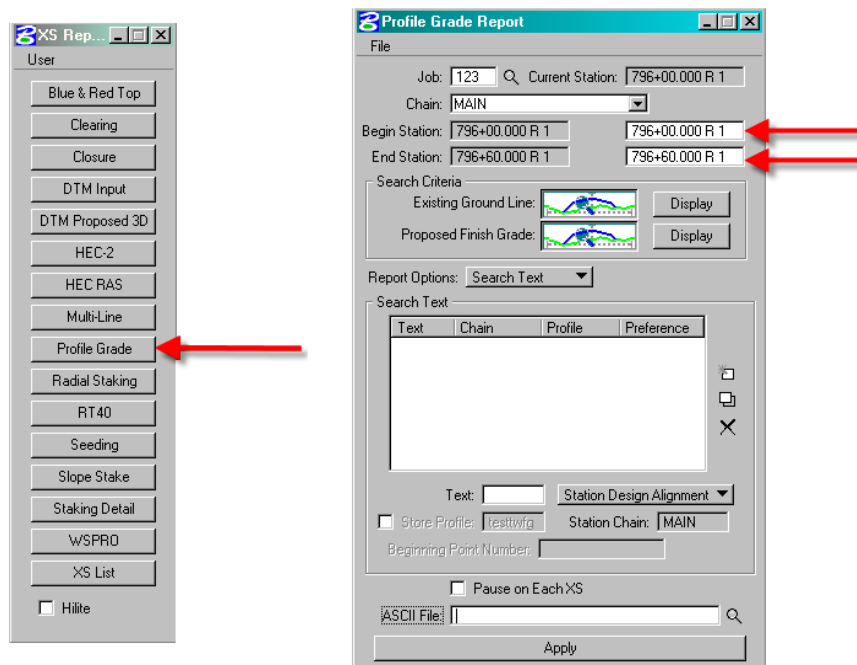 XS Rep...
User
Blue & Red Top
Clearing
Closure
DTM Input
DTM Proposed 3D
HEC-2
HEC RAS
Multi-Line
Profile Grade
Radial Staking
RT40
Seeding
Slope Stake
Staking Detail
WSPRO
XS List
Hilite
Profile Grade Report
File
Job: 123 Current Station: 796+00.000 R 1
Chain: MAIN
Begin Station: 796+00.000 R 1 796+00.000 R 1
End Station: 796+60.000 R 1 796+60.000 R 1
Search Criteria
Existing Ground Line: Display
Proposed Finish Grade: Display
Report Options: Search Text
Search Text
Text Chain Profile Preference
Text: Station Design Alignment
Store Profile: testtwfg Station Chain: MAIN
Beginning Point Number:
Pause on Each XS
ASCII File:
Apply